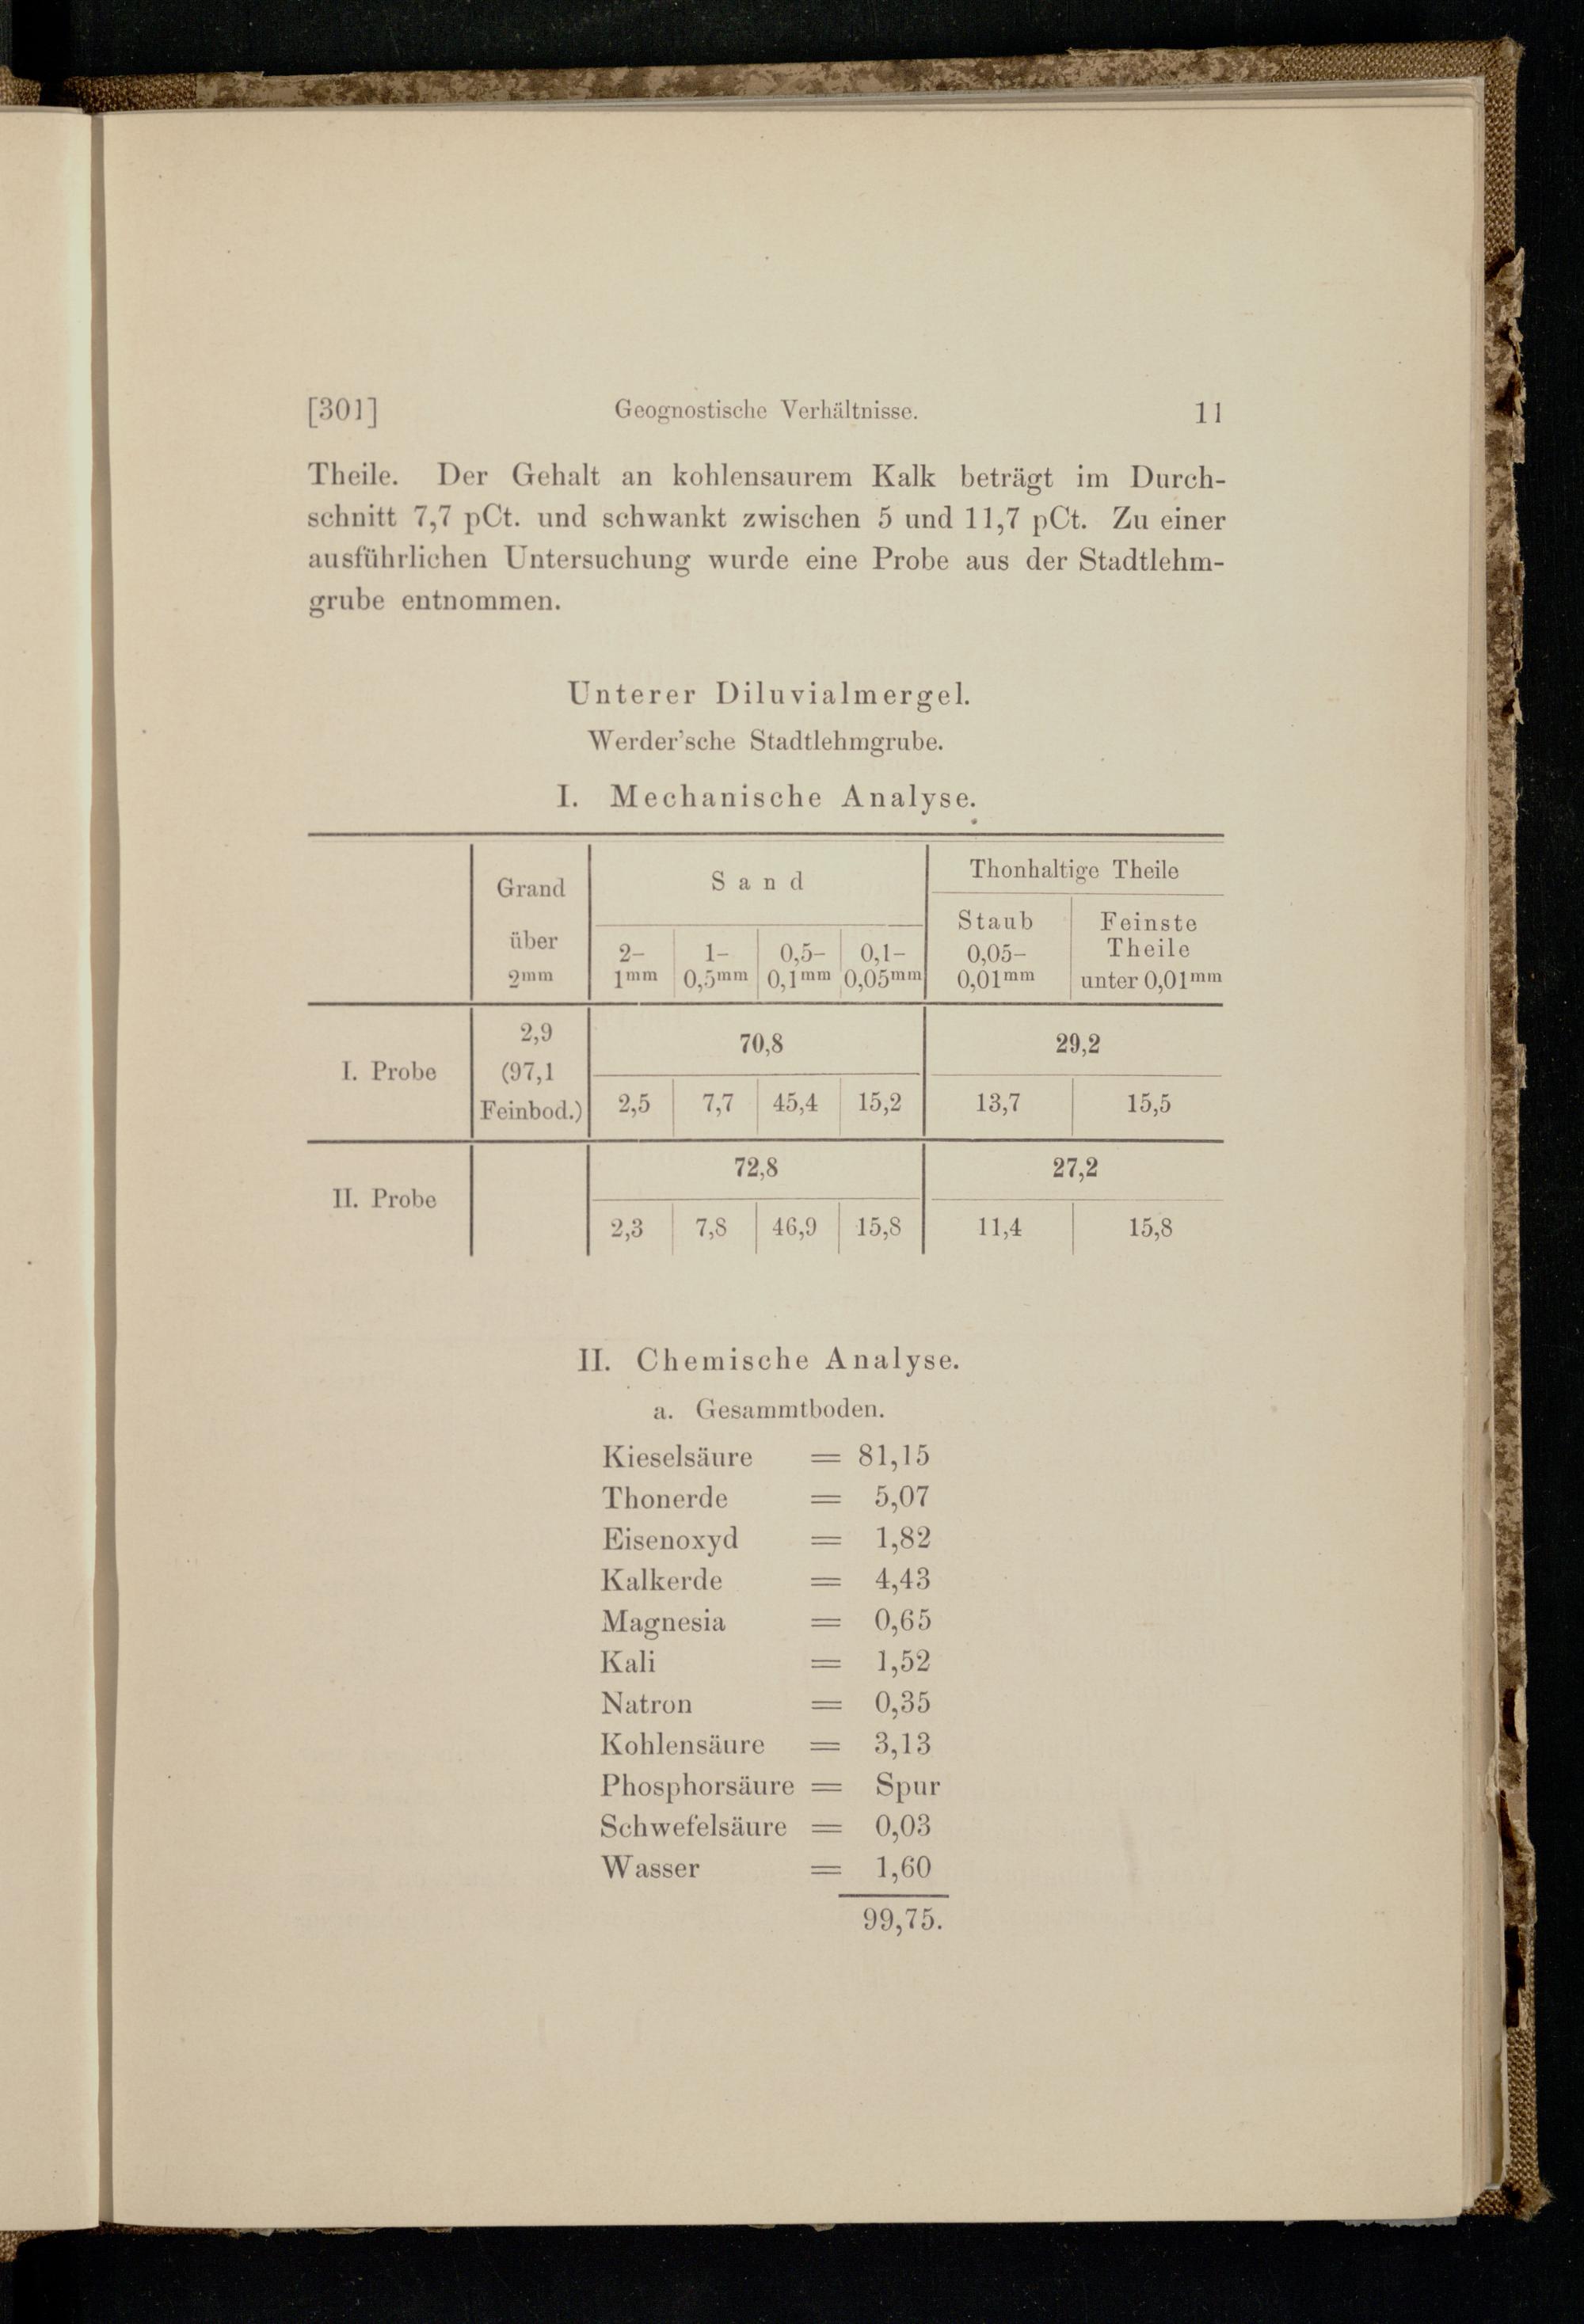 [301] Geognostische Verhältnisse. 11
Theile. Der Gehalt an kohlensaurem Kalk beträgt im Durch-
schnitt 7,7 pCt. und schwankt zwischen 5 und 11,7 pCt. Zu einer
ausführlichen Untersuchung wurde eine Probe aus der Stadtlehm-
grube entnommen.
Unterer Diluvialmergel.
Werder'sche Stadtlehmgrube.
I. Mechanische Analyse.
Grand Sand Thonhaltige Theile
über Staub Feinste
2- 1- 0,5- 0,1- 0,05- Theile
2mm 1mm 0,5mm 0,1mm 0,05mm 0,01mm unter 0,01mm
2,9 70,8 29,2
I. Probe (97,1
Feinbod.) 2,5 7,7 45,4 15,2 13,7 15,5
72,8 27,2
II. Probe
2,3 7,8 46,9 15,8 11,4 15,8
II. Chemische Analyse.
a. Gesammtboden.
Kieselsäure = 81,15
Thonerde = 5,07
Eisenoxyd = 1,82
Kalkerde = 4,43
Magnesia = 0,65
Kali = 1,52
Natron = 0,35
Kohlensäure = 3,13
Phosphorsäure = Spur
Schwefelsäure = 0,03
Wasser = 1,60
99,75.